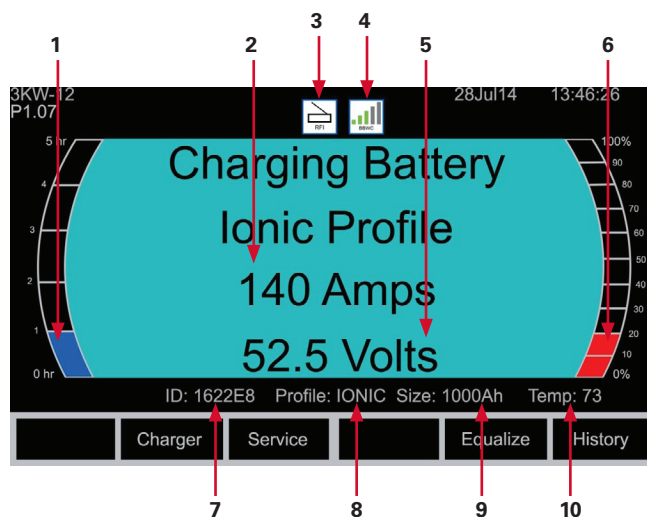 1 2 3 4 5 6
3KW-12 28Jul14 13:46:26
P1.07
RFI BBWC
5 hr 100%
90
4 80
70
3 60
50
2 40
30
1 20
10
0 hr 0%
Charging Battery
Ionic Profile
140 Amps
52.5 Volts
ID: 1622E8 Profile: IONIC Size: 1000Ah Temp: 73
Charger Service Equalize History
7 8 9 10